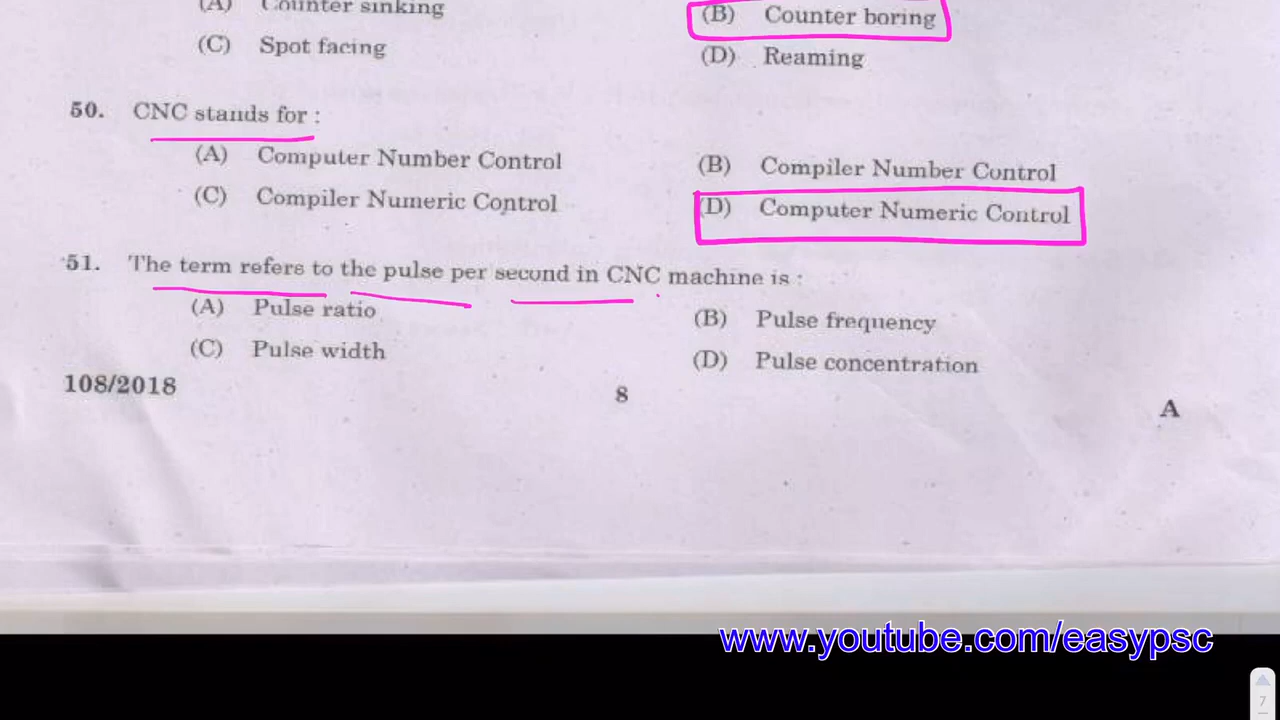 (A) Counter sinking (B) Counter boring
(C) Spot facing (D) Reaming
50. CNC stands for :
(A) Computer Number Control (B) Compiler Number Control
(C) Compiler Numeric Control (D) Computer Numeric Control
51. The term refers to the pulse per second in CNC machine is :
(A) Pulse ratio (B) Pulse frequency
(C) Pulse width (D) Pulse concentration
108/2018 8 A
www.youtube.com/easypsc
7